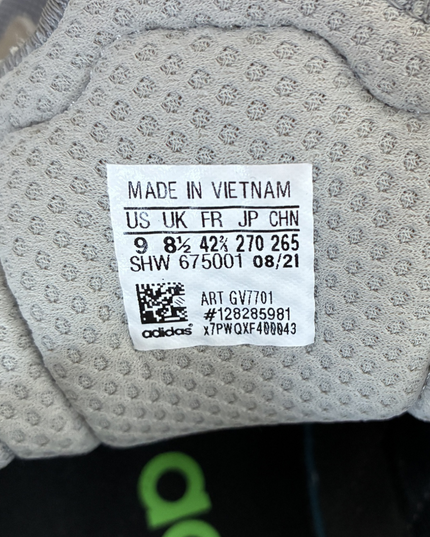 MADE IN VIETNAM
US UK FR JP CHN
9 8½ 42⅔ 270 265
SHW 675001 08/21
ART GV7701
#128285981
adidas® x7PWQXF400043